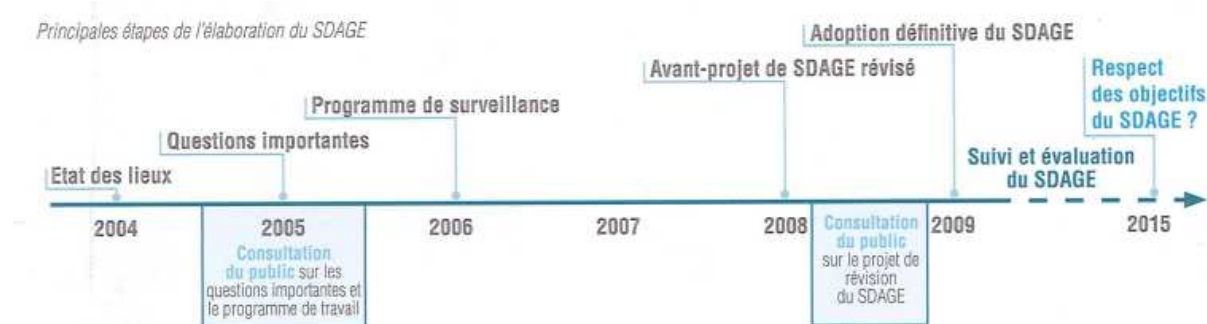 Principales étapes de l'élaboration du SDAGE
Adoption définitive du SDAGE
Avant-projet de SDAGE révisé
Respect
des objectifs
du SDAGE ?
Programme de surveillance
Questions importantes
Suivi et évaluation
du SDAGE
Etat des lieux
2004
2005
2006
2007
2008
2009
2015
Consultation
du public sur les
questions importantes et
le programme de travail
Consultation
du public
sur le projet de
révision
du SDAGE